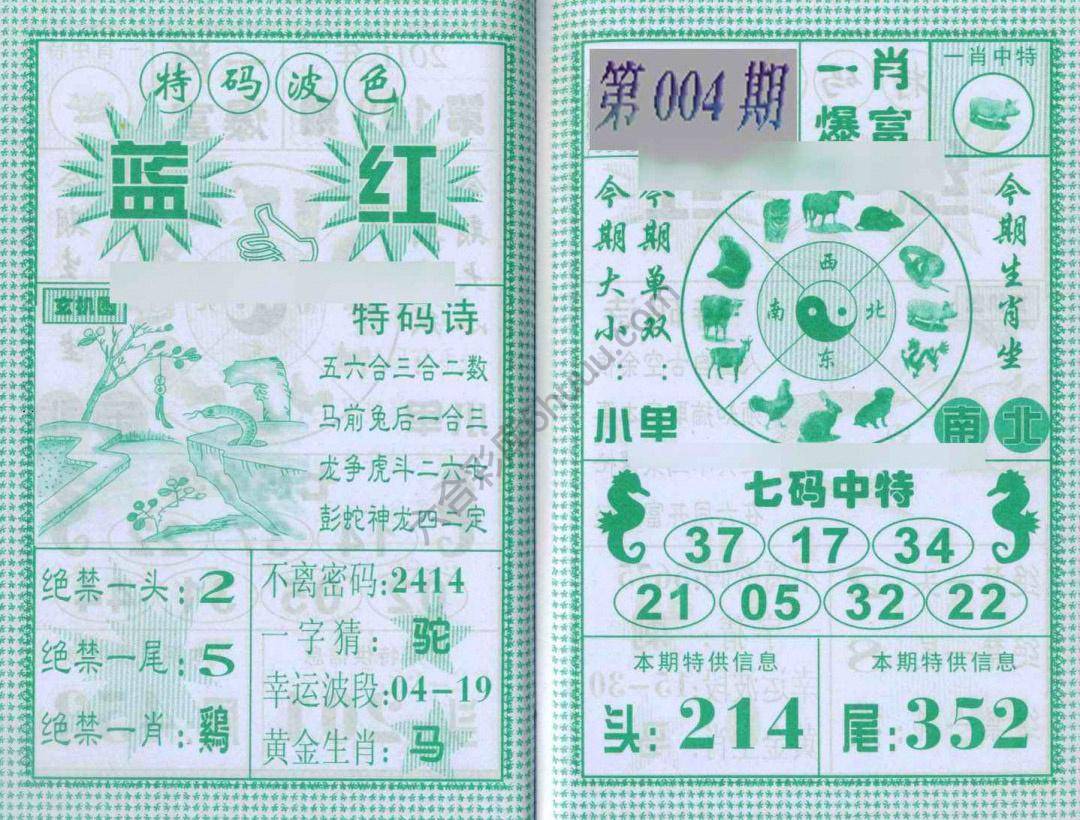 特码波色
蓝 红
玄机图
特码诗
五六合三合二数
马前兔后一合三
龙争虎斗二六七
彭蛇神龙四二定
绝禁一头:2
绝禁一尾:5
绝禁一肖:鷄
不离密码:2414
一字猜:驼
幸运波段:04-19
黄金生肖:马
第004期
一肖
爆富
一肖中特
今期大小:
小
今期单双:
单
西
南 北
东
今期生肖坐
南 北
七码中特
37 17 34
21 05 32 22
本期特供信息
头:214
本期特供信息
尾:352